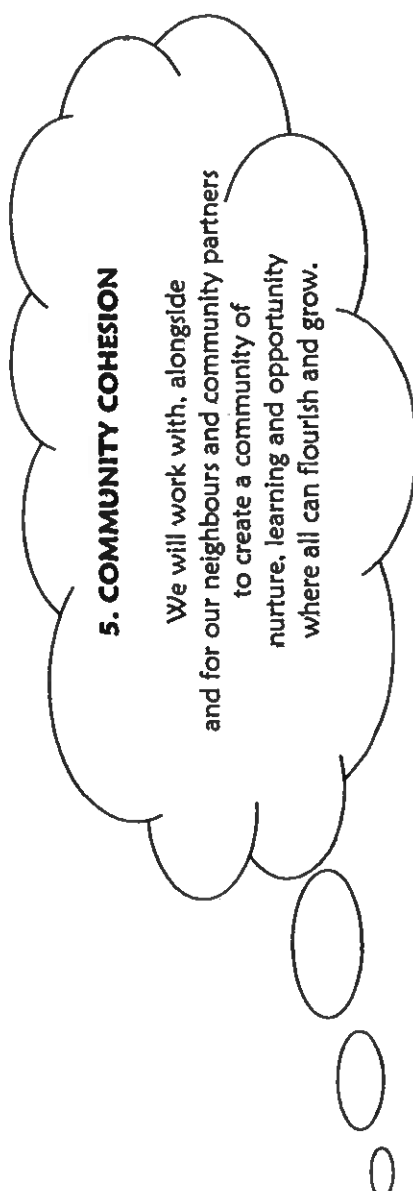 5. COMMUNITY COHESION
We will work with, alongside
and for our neighbours and community partners
to create a community of
nurture, learning and opportunity
where all can flourish and grow.